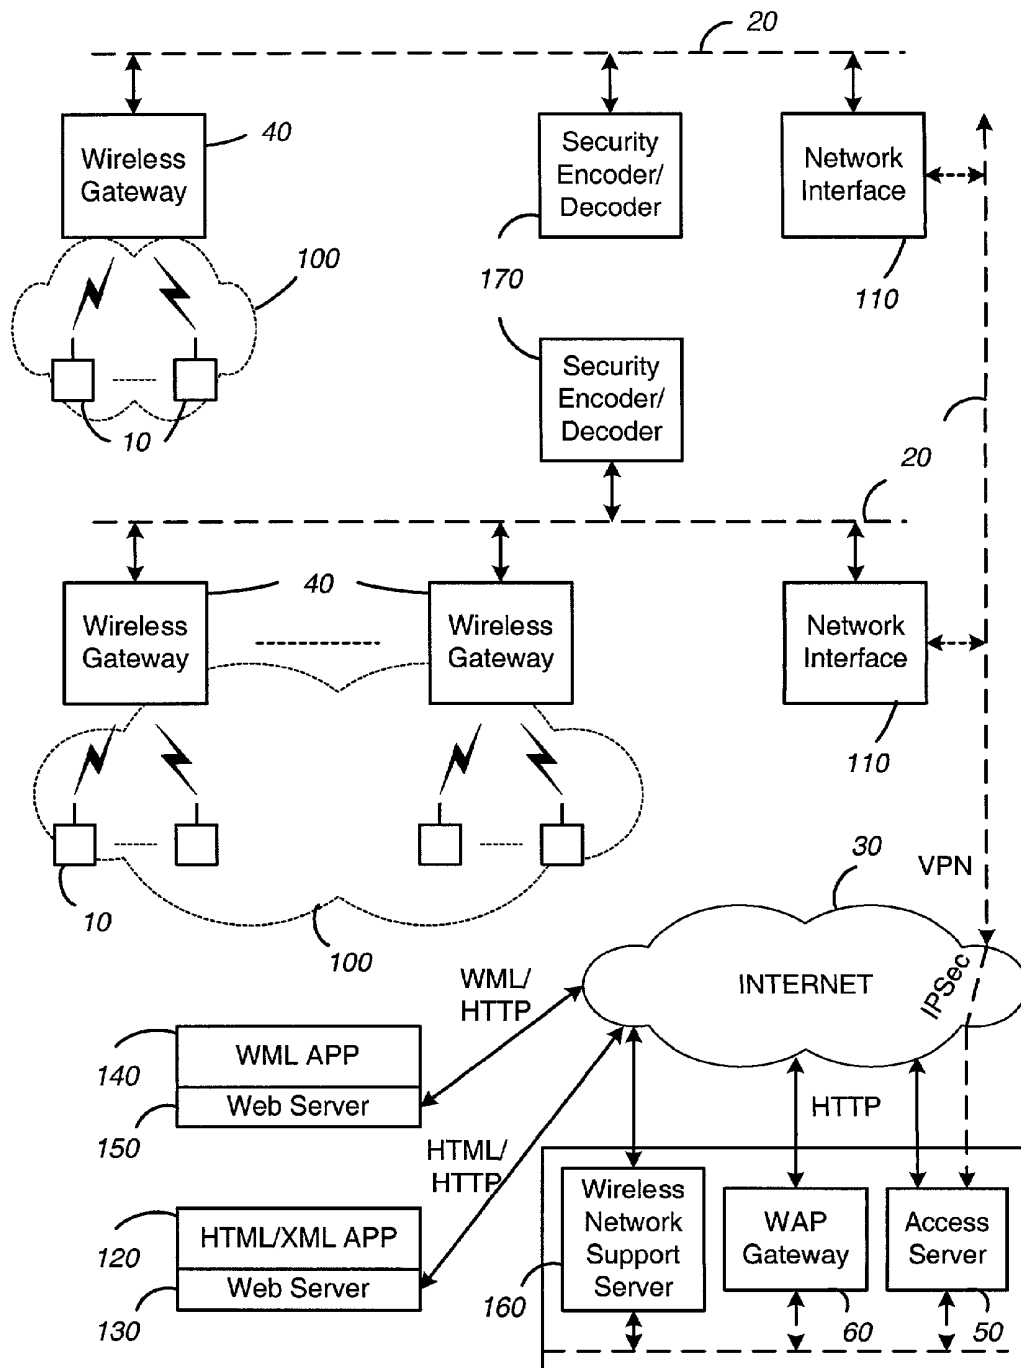 20
Wireless
Gateway
40
Security
Encoder/
Decoder
Network
Interface
100
170
110
Security
Encoder/
Decoder
10
20
20
Wireless
Gateway
40
Wireless
Gateway
Network
Interface
110
10
100
30
VPN
INTERNET
IPSec
WML/
HTTP
140
WML APP
Web Server
150
HTTP
HTML/
HTTP
120
HTML/XML APP
Web Server
130
Wireless
Network
Support
Server
160
WAP
Gateway
60
Access
Server
50